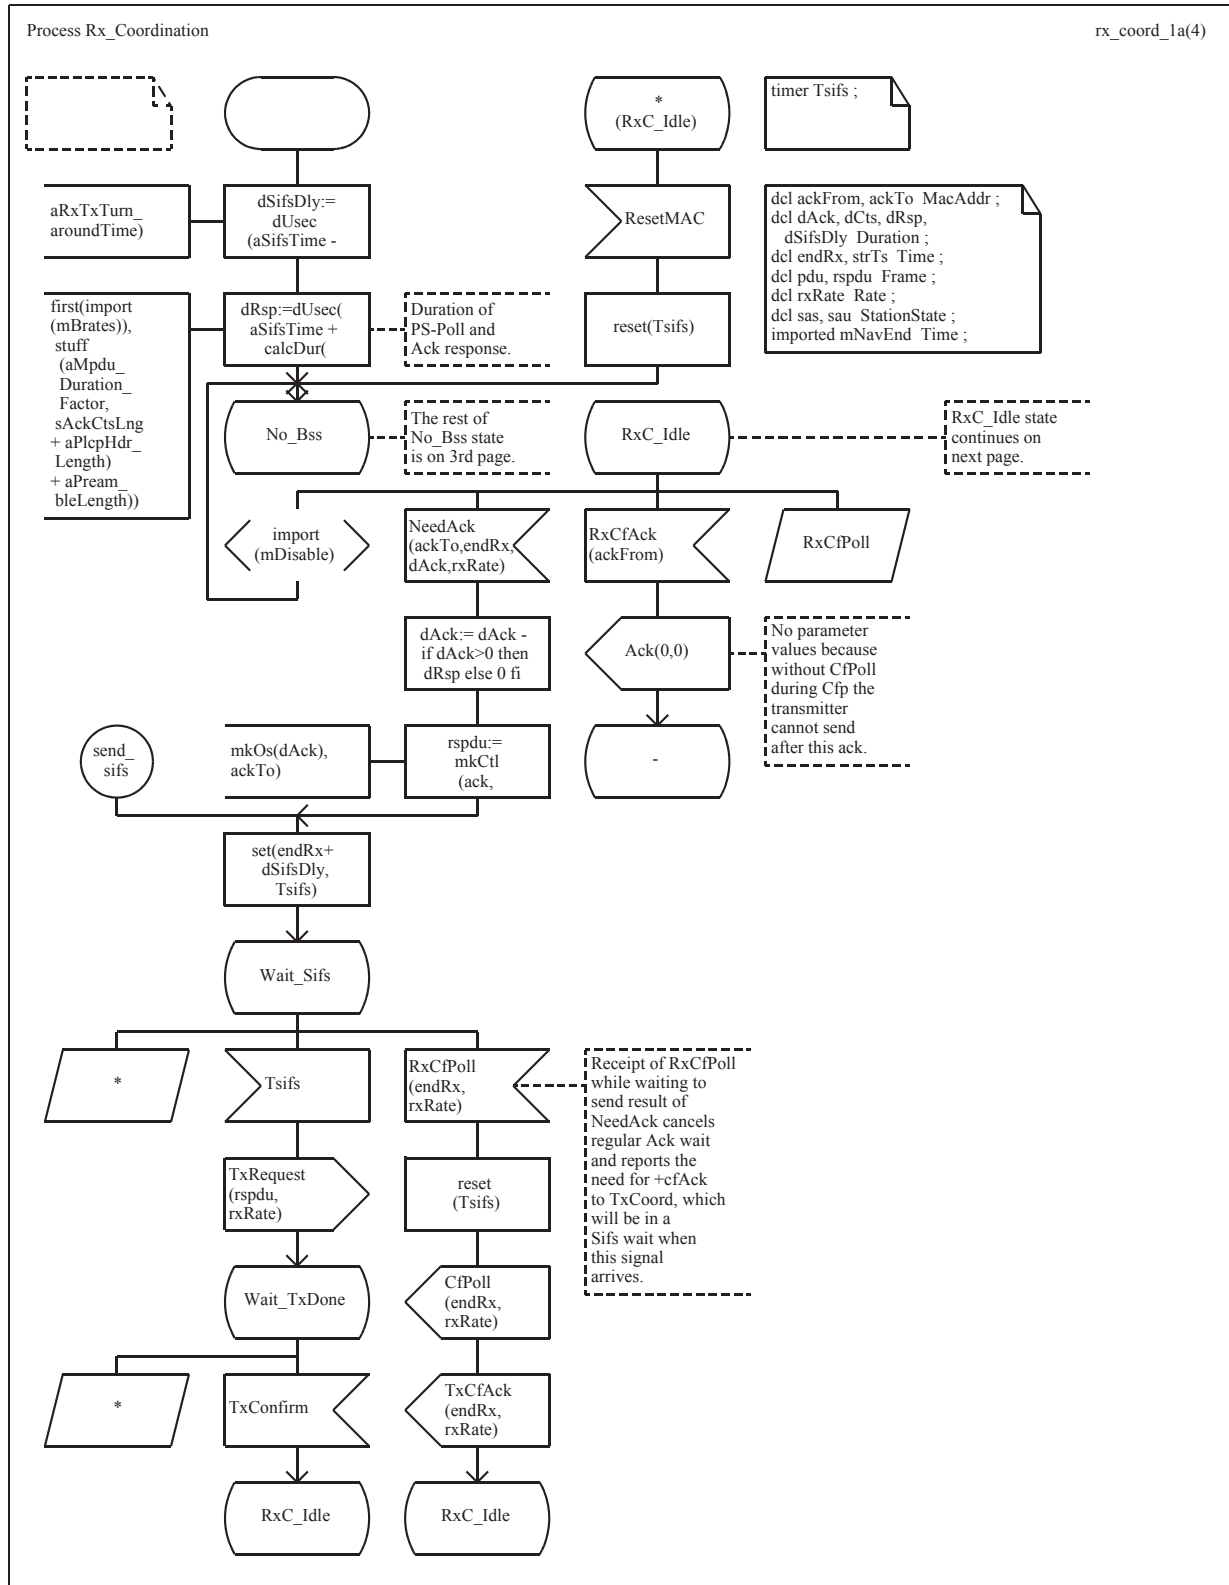 Process Rx_Coordination
rx_coord_1a(4)
*
(RxC_Idle)
timer Tsifs ;
aRxTxTurn_
aroundTime)
dSifsDly:=
dUsec
(aSifsTime -
ResetMAC
dcl ackFrom, ackTo MacAddr ;
dcl dAck, dCts, dRsp,
dSifsDly Duration ;
dcl endRx, strTs Time ;
dcl pdu, rspdu Frame ;
dcl rxRate Rate ;
dcl sas, sau StationState ;
imported mNavEnd Time ;
first(import
(mBrates)),
stuff
(aMpdu_
Duration_
Factor,
sAckCtsLng
+ aPlcpHdr_
Length)
+ aPream_
bleLength))
dRsp:=dUsec(
aSifsTime +
calcDur(
Duration of
PS-Poll and
Ack response.
reset(Tsifs)
No_Bss
The rest of
No_Bss state
is on 3rd page.
RxC_Idle
RxC_Idle state
continues on
next page.
import
(mDisable)
NeedAck
(ackTo,endRx,
dAck,rxRate)
RxCfAck
(ackFrom)
RxCfPoll
dAck:= dAck -
if dAck>0 then
dRsp else 0 fi
Ack(0,0)
No parameter
values because
without CfPoll
during Cfp the
transmitter
cannot send
after this ack.
send_
sifs
mkOs(dAck),
ackTo)
rspdu:=
mkCtl
(ack,
-
set(endRx+
dSifsDly,
Tsifs)
Wait_Sifs
*
Tsifs
RxCfPoll
(endRx,
rxRate)
Receipt of RxCfPoll
while waiting to
send result of
NeedAck cancels
regular Ack wait
and reports the
need for +cfAck
to TxCoord, which
will be in a
Sifs wait when
this signal
arrives.
TxRequest
(rspdu,
rxRate)
reset
(Tsifs)
Wait_TxDone
CfPoll
(endRx,
rxRate)
*
TxConfirm
TxCfAck
(endRx,
rxRate)
RxC_Idle
RxC_Idle